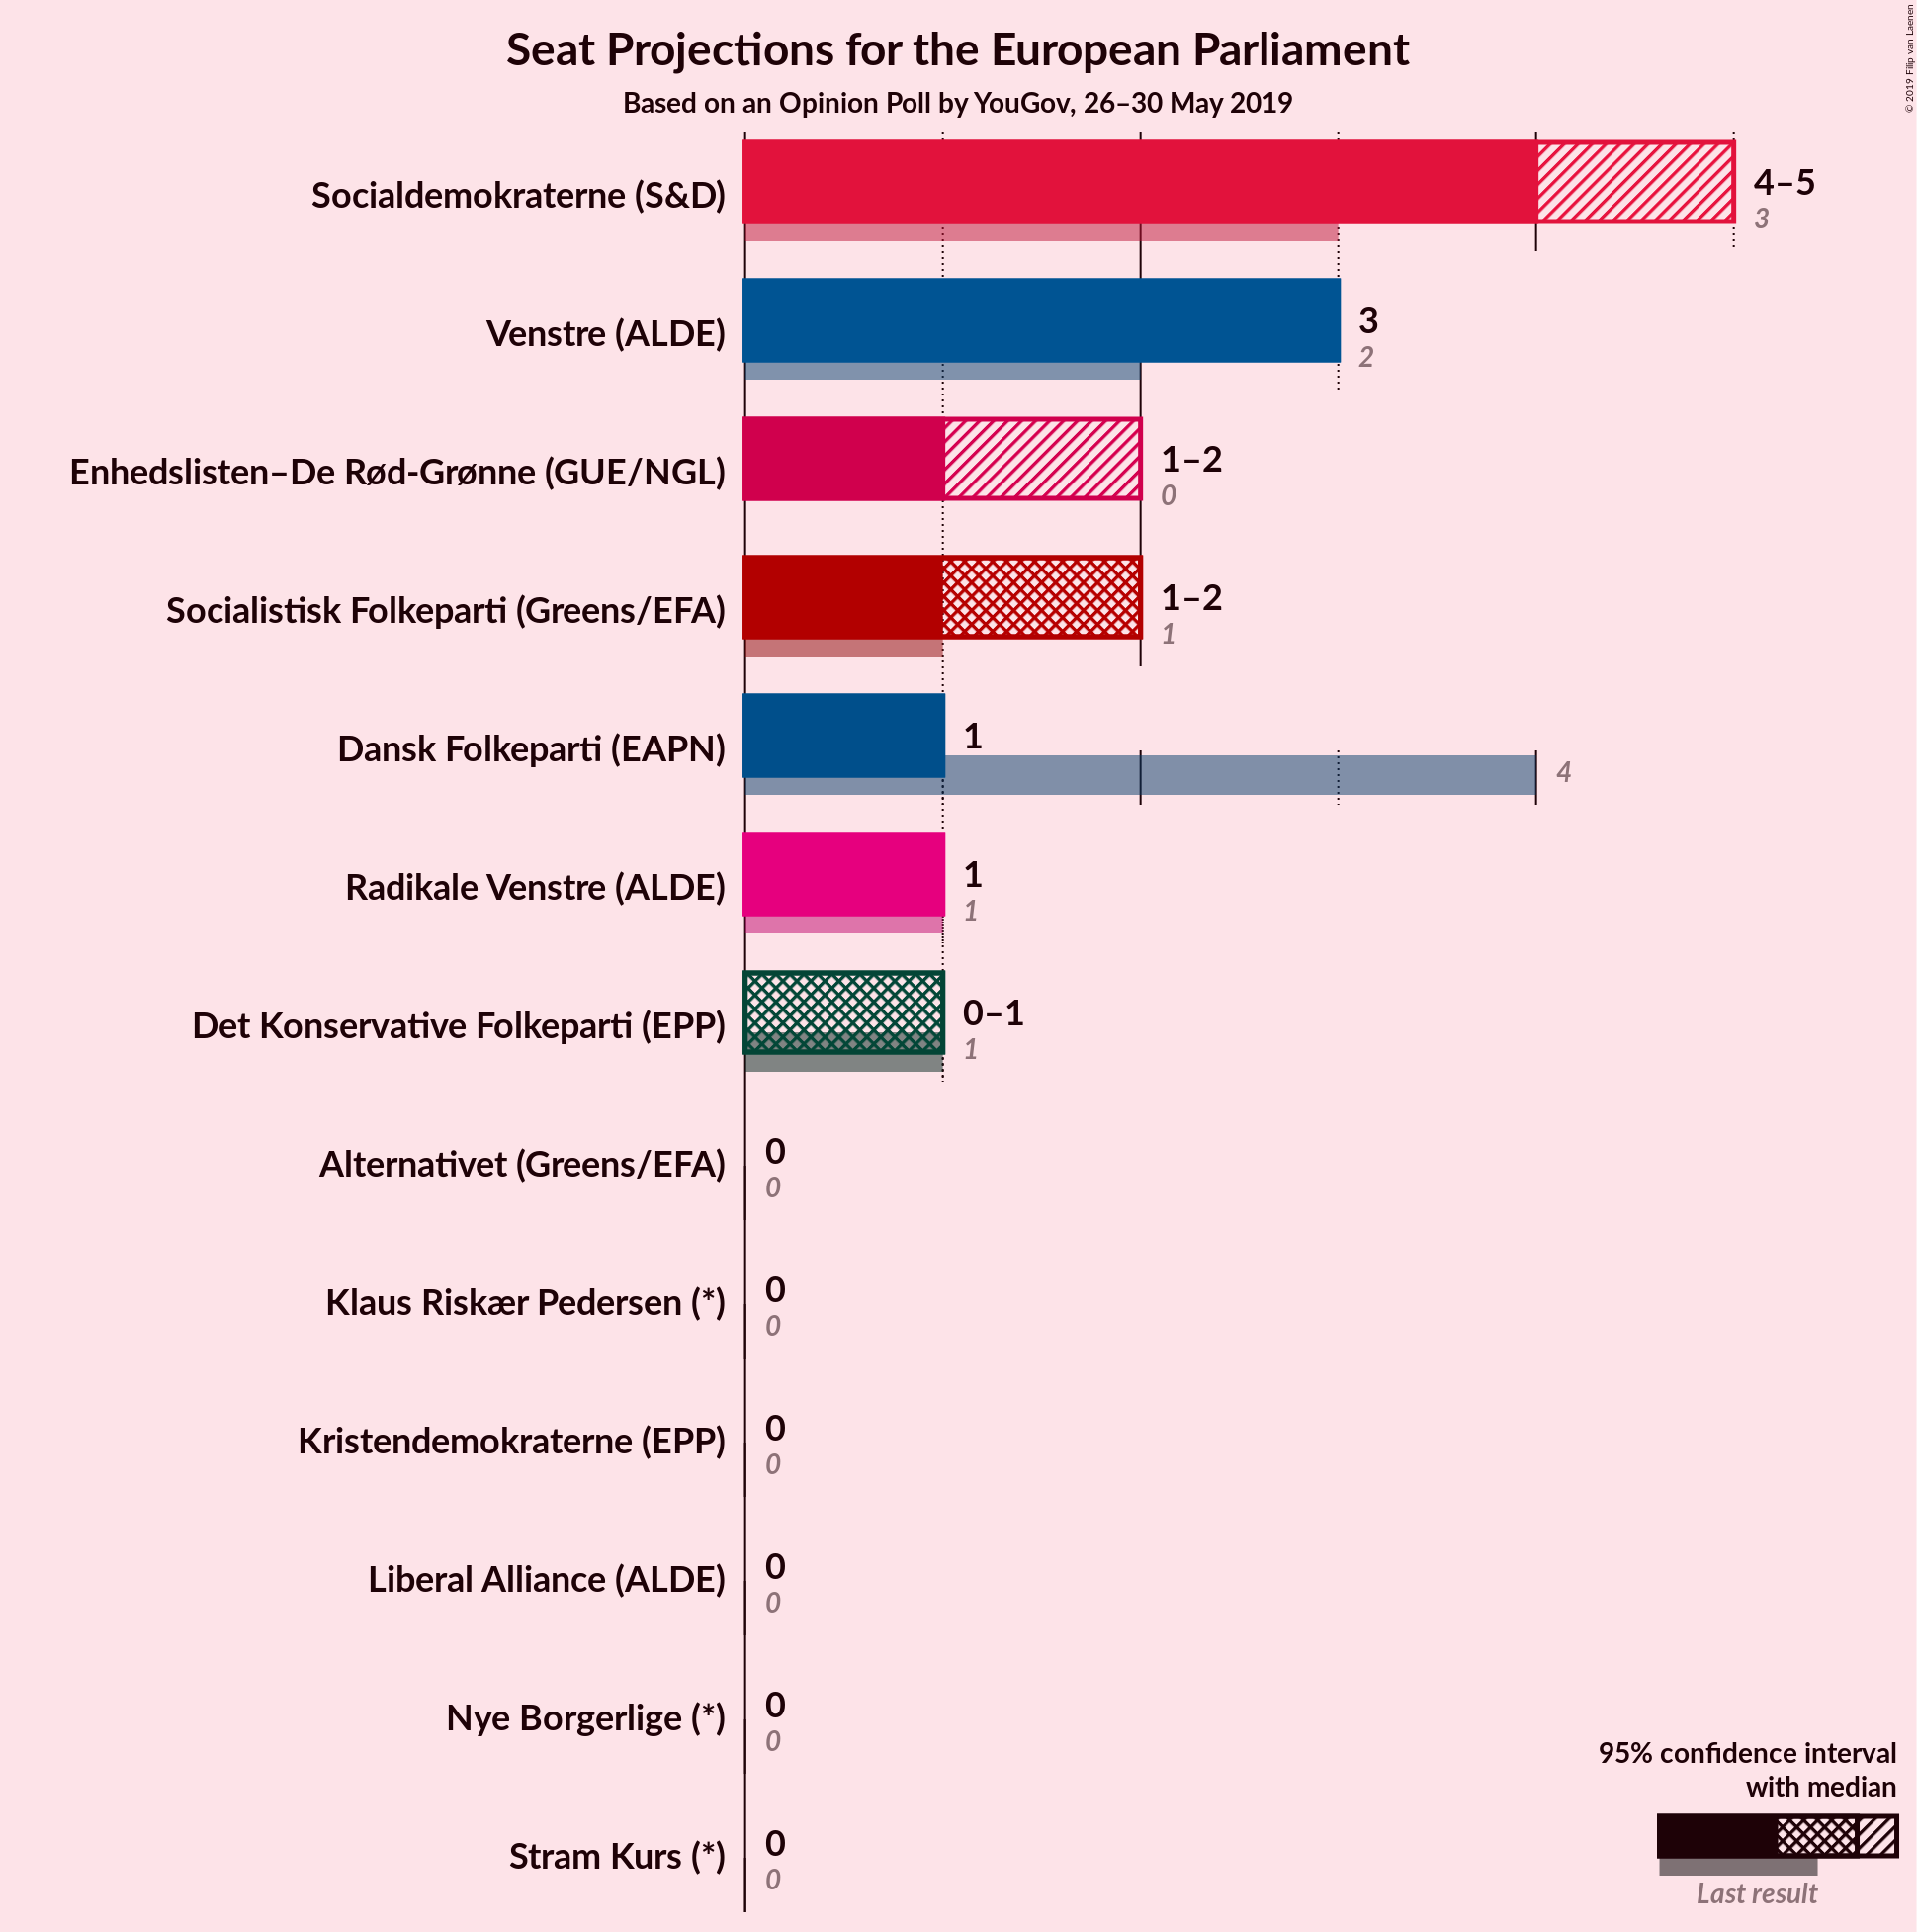 Seat Projections for the European Parliament
Based on an Opinion Poll by YouGov, 26–30 May 2019
© 2019 Filip van Laenen
Socialdemokraterne (S&D)
4–5
3
Venstre (ALDE)
3
2
Enhedslisten–De Rød-Grønne (GUE/NGL)
1–2
0
Socialistisk Folkeparti (Greens/EFA)
1–2
1
Dansk Folkeparti (EAPN)
1
4
Radikale Venstre (ALDE)
1
1
Det Konservative Folkeparti (EPP)
0–1
1
Alternativet (Greens/EFA)
0
0
Klaus Riskær Pedersen (*)
0
0
Kristendemokraterne (EPP)
0
0
Liberal Alliance (ALDE)
0
0
Nye Borgerlige (*)
0
0
Stram Kurs (*)
0
0
95% confidence interval
with median
Last result